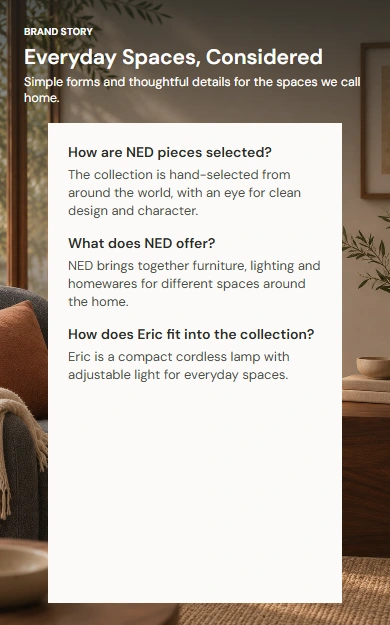 BRAND STORY
Everyday Spaces, Considered
Simple forms and thoughtful details for the spaces we call
home.
How are NED pieces selected?
The collection is hand-selected from
around the world, with an eye for clean
design and character.
What does NED offer?
NED brings together furniture, lighting and
homewares for different spaces around
the home.
How does Eric fit into the collection?
Eric is a compact cordless lamp with
adjustable light for everyday spaces.